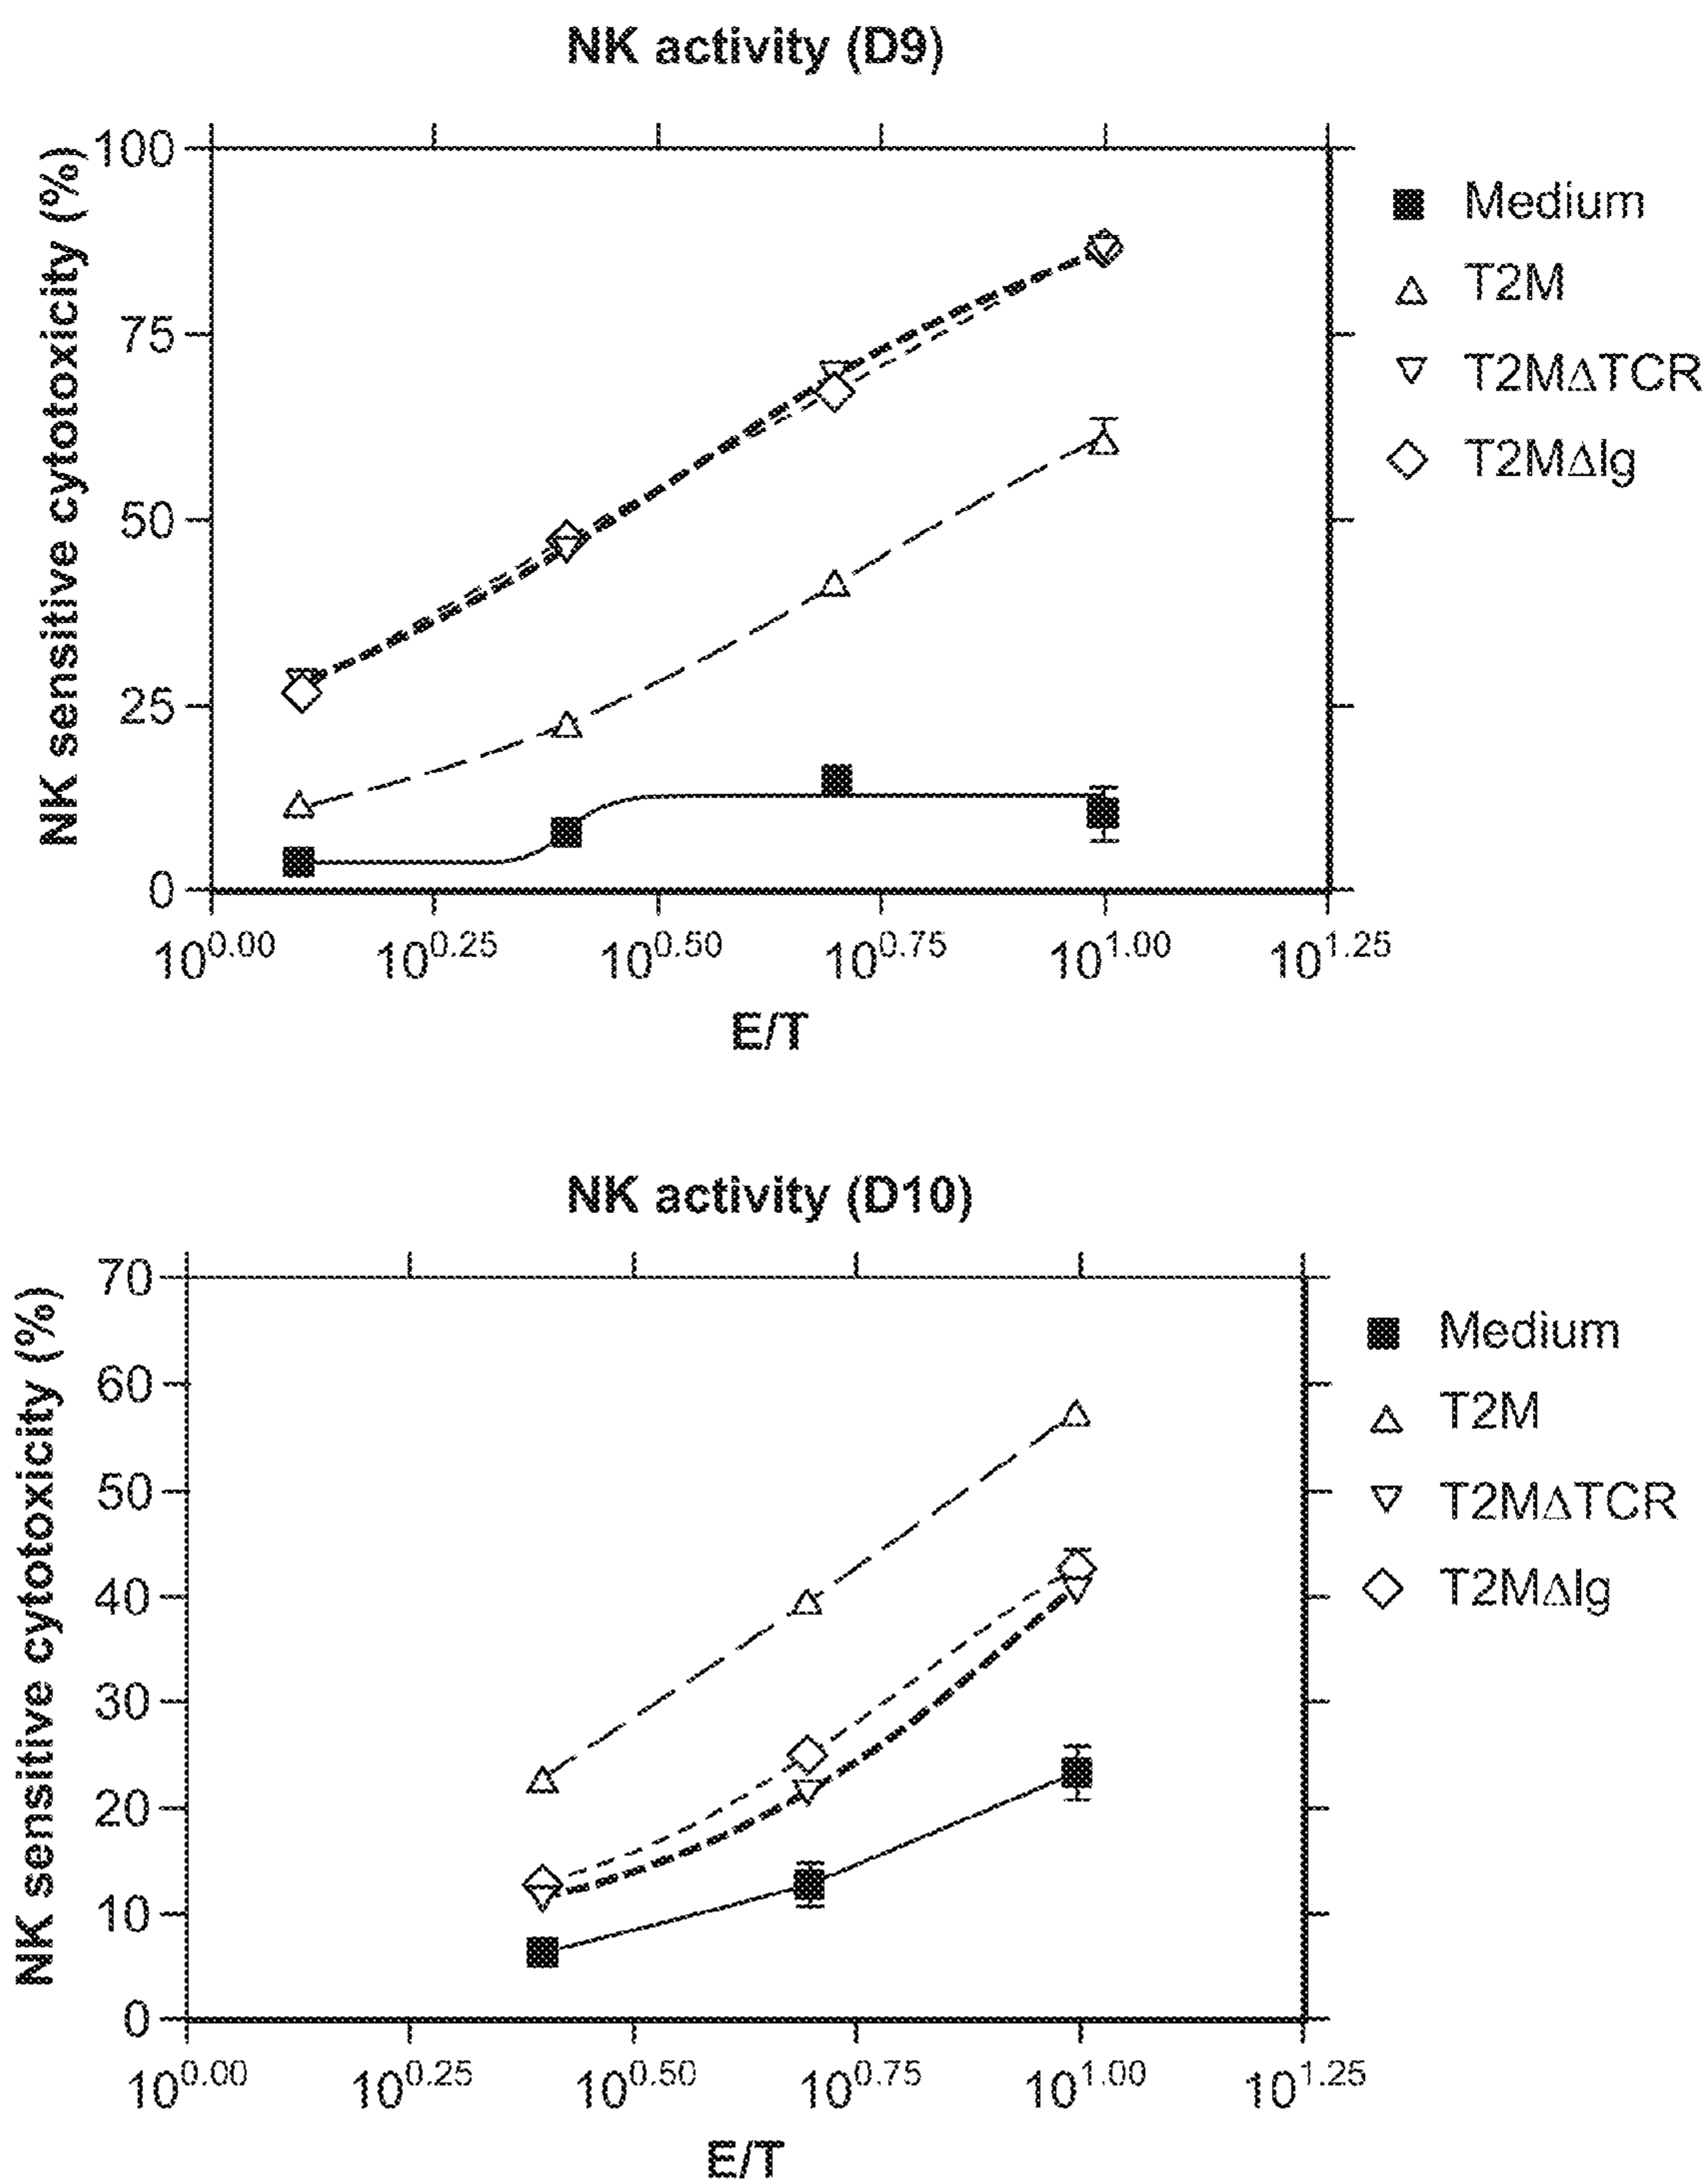 NK activity (D9)
NK sensitive cytotoxicity (%)
100
75
50
25
0
10^0.00 10^0.25 10^0.50 10^0.75 10^1.00 10^1.25
E/T
Medium
T2M
T2MΔTCR
T2MΔIg
NK activity (D10)
NK sensitive cytotoxicity (%)
70
60
50
40
30
20
10
0
10^0.00 10^0.25 10^0.50 10^0.75 10^1.00 10^1.25
E/T
Medium
T2M
T2MΔTCR
T2MΔIg